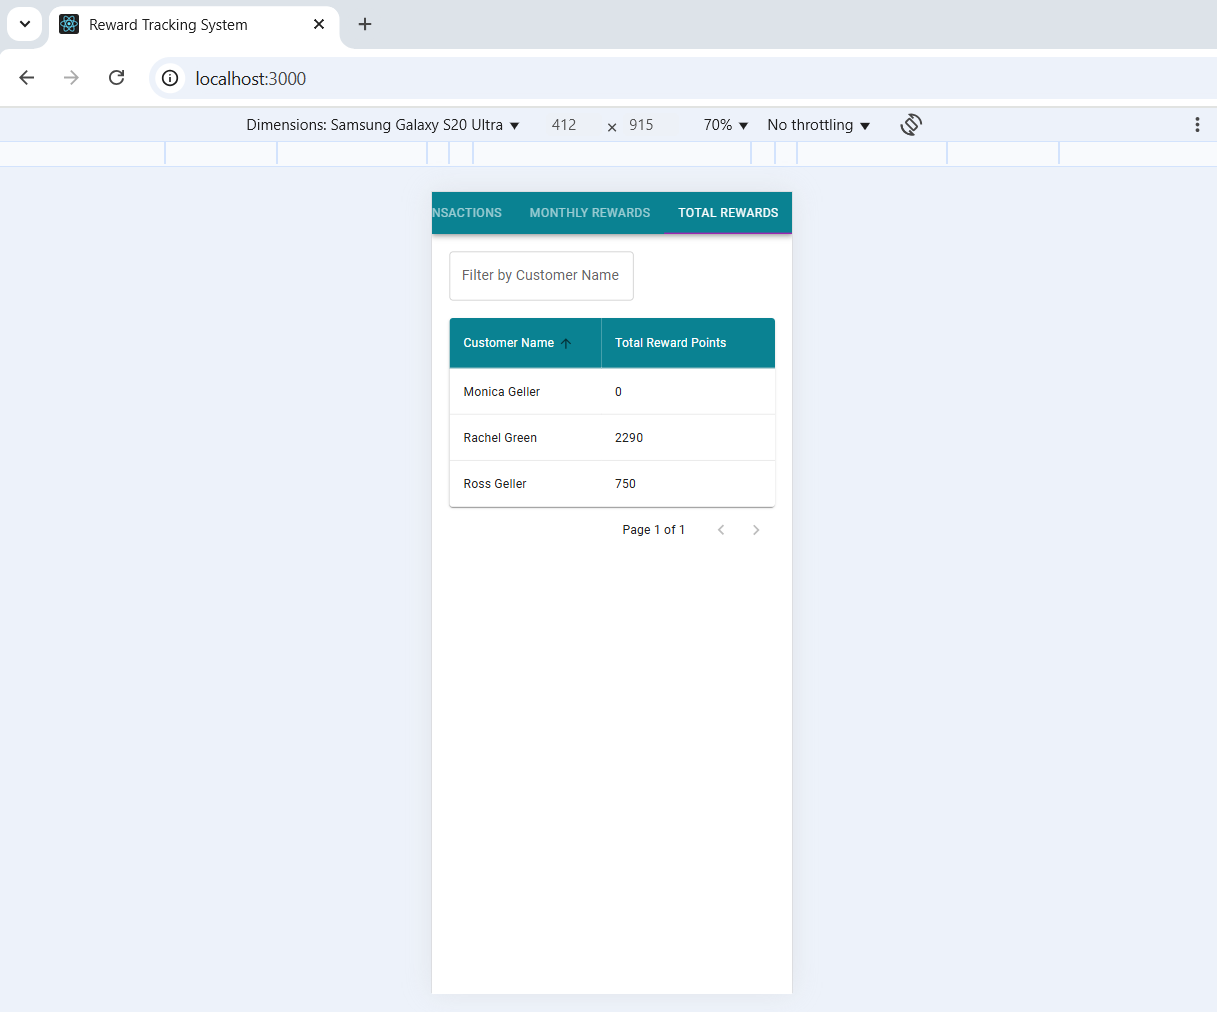 Reward Tracking System
localhost:3000
Dimensions: Samsung Galaxy S20 Ultra 412 × 915 70% No throttling
NSACTIONS MONTHLY REWARDS TOTAL REWARDS
Filter by Customer Name
Customer Name Total Reward Points
Monica Geller 0
Rachel Green 2290
Ross Geller 750
Page 1 of 1